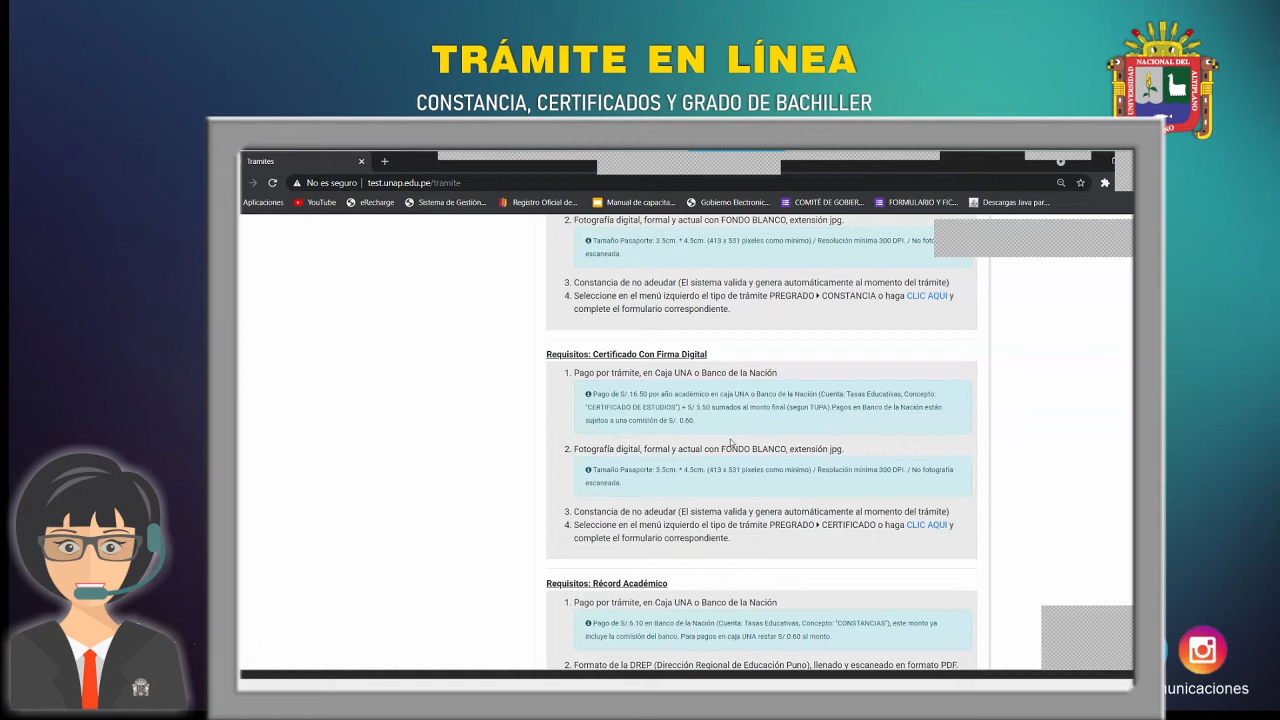 TRÁMITE EN LÍNEA
CONSTANCIA, CERTIFICADOS Y GRADO DE BACHILLER
UNIVERSIDAD NACIONAL DEL ALTIPLANO
Tramites
No es seguro | test.unap.edu.pe/tramite
Aplicaciones YouTube eRecharge Sistema de Gestión... Registro Oficial de... Manual de capacita... Gobierno Electronic... COMITÉ DE GOBIER... FORMULARIO Y FIC... Descargas Java par...
2. Fotografía digital, formal y actual con FONDO BLANCO, extensión jpg.
Tamaño Pasaporte: 3.5cm. * 4.5cm. (413 x 531 píxeles como mínimo) / Resolución mínima 300 DPI. / No foto
escaneada.
3. Constancia de no adeudar (El sistema valida y genera automáticamente al momento del trámite)
4. Seleccione en el menú izquierdo el tipo de trámite PREGRADO CONSTANCIA o haga CLIC AQUI y
complete el formulario correspondiente.
Requisitos: Certificado Con Firma Digital
1. Pago por trámite, en Caja UNA o Banco de la Nación
Pago de S/.16.50 por año académico en caja UNA o Banco de la Nación (Cuenta: Tasas Educativas, Concepto:
"CERTIFICADO DE ESTUDIOS") + S/ 5.50 sumados al monto final (segun TUPA) Pagos en Banco de la Nación están
sujetos a una comisión de S/. 0.60.
2. Fotografía digital, formal y actual con FONDO BLANCO, extensión jpg.
Tamaño Pasaporte: 3.5cm. * 4.5cm. (413 x 531 píxeles como mínimo) / Resolución mínima 300 DPI. / No fotografía
escaneada.
3. Constancia de no adeudar (El sistema valida y genera automáticamente al momento del trámite)
4. Seleccione en el menú izquierdo el tipo de trámite PREGRADO CERTIFICADO o haga CLIC AQUI y
complete el formulario correspondiente.
Requisitos: Récord Académico
1. Pago por trámite, en Caja UNA o Banco de la Nación
Pago de S/.6.10 en Banco de la Nación (Cuenta: Tasas Educativas, Concepto: "CONSTANCIAS"), este monto ya
incluye la comisión del banco. Para pagos en caja UNA restar S/.0.60 al monto.
2. Formato de la DREP (Dirección Regional de Educación Puno), llenado y escaneado en formato PDF.
unicaciones